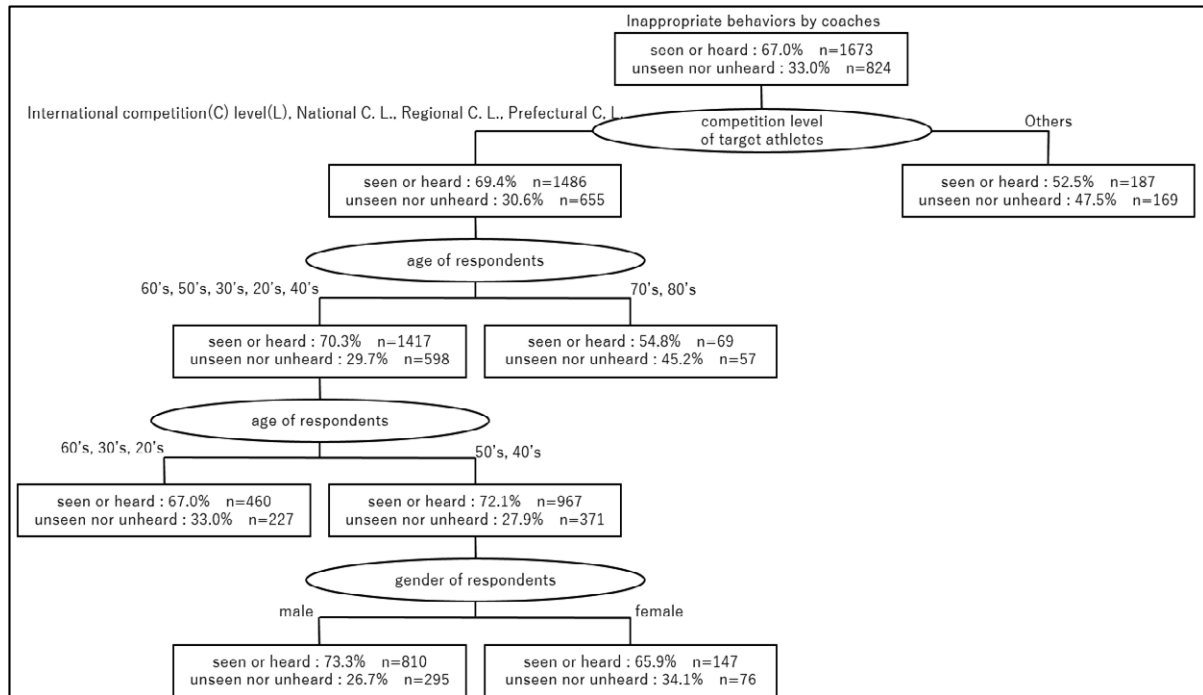 Inappropriate behaviors by coaches
seen or heard : 67.0% n=1673
unseen nor unheard : 33.0% n=824
International competition(C) level(L), National C. L., Regional C. L., Prefectural C. L.
competition level
of target athletes
Others
seen or heard : 69.4% n=1486
unseen nor unheard : 30.6% n=655
seen or heard : 52.5% n=187
unseen nor unheard : 47.5% n=169
age of respondents
60's, 50's, 30's, 20's, 40's
70's, 80's
seen or heard : 70.3% n=1417
unseen nor unheard : 29.7% n=598
seen or heard : 54.8% n=69
unseen nor unheard : 45.2% n=57
age of respondents
60's, 30's, 20's
50's, 40's
seen or heard : 67.0% n=460
unseen nor unheard : 33.0% n=227
seen or heard : 72.1% n=967
unseen nor unheard : 27.9% n=371
gender of respondents
male
female
seen or heard : 73.3% n=810
unseen nor unheard : 26.7% n=295
seen or heard : 65.9% n=147
unseen nor unheard : 34.1% n=76